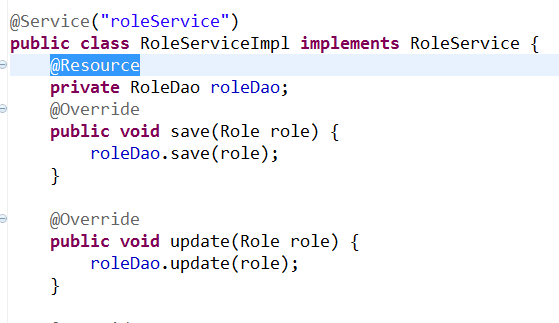 @Service("roleService")
public class RoleServiceImpl implements RoleService {
    @Resource
    private RoleDao roleDao;
    @Override
    public void save(Role role) {
        roleDao.save(role);
    }

    @Override
    public void update(Role role) {
        roleDao.update(role);
    }